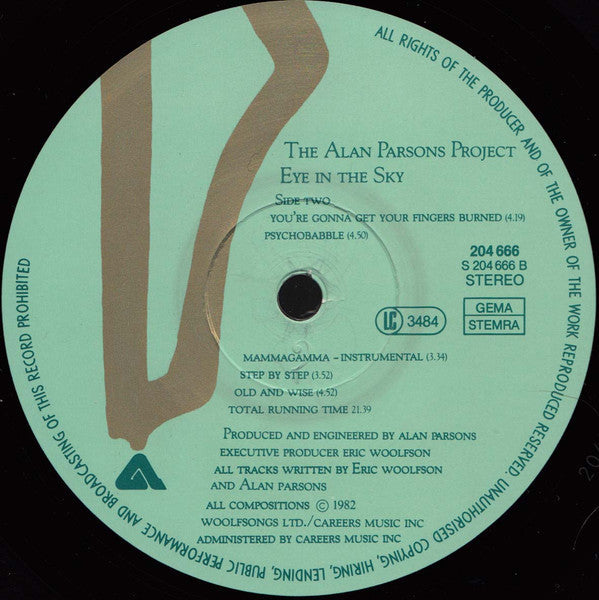 ALL RIGHTS OF THE PRODUCER AND OF THE OWNER OF THE WORK REPRODUCED RESERVED. UNAUTHORISED COPYING, HIRING, LENDING, PUBLIC PERFORMANCE AND BROADCASTING OF THIS RECORD PROHIBITED
THE ALAN PARSONS PROJECT
EYE IN THE SKY
SIDE TWO
YOU'RE GONNA GET YOUR FINGERS BURNED (4.19)
PSYCHOBABBLE (4.50)
204 666
S 204 666 B
STEREO
LC 3484
GEMA
STEMRA
MAMMAGAMMA - INSTRUMENTAL (3.34)
STEP BY STEP (3.52)
OLD AND WISE (4.52)
TOTAL RUNNING TIME 21.39
PRODUCED AND ENGINEERED BY ALAN PARSONS
EXECUTIVE PRODUCER ERIC WOOLFSON
ALL TRACKS WRITTEN BY ERIC WOOLFSON
AND ALAN PARSONS
ALL COMPOSITIONS © 1982
WOOLFSONGS LTD./CAREERS MUSIC INC
ADMINISTERED BY CAREERS MUSIC INC